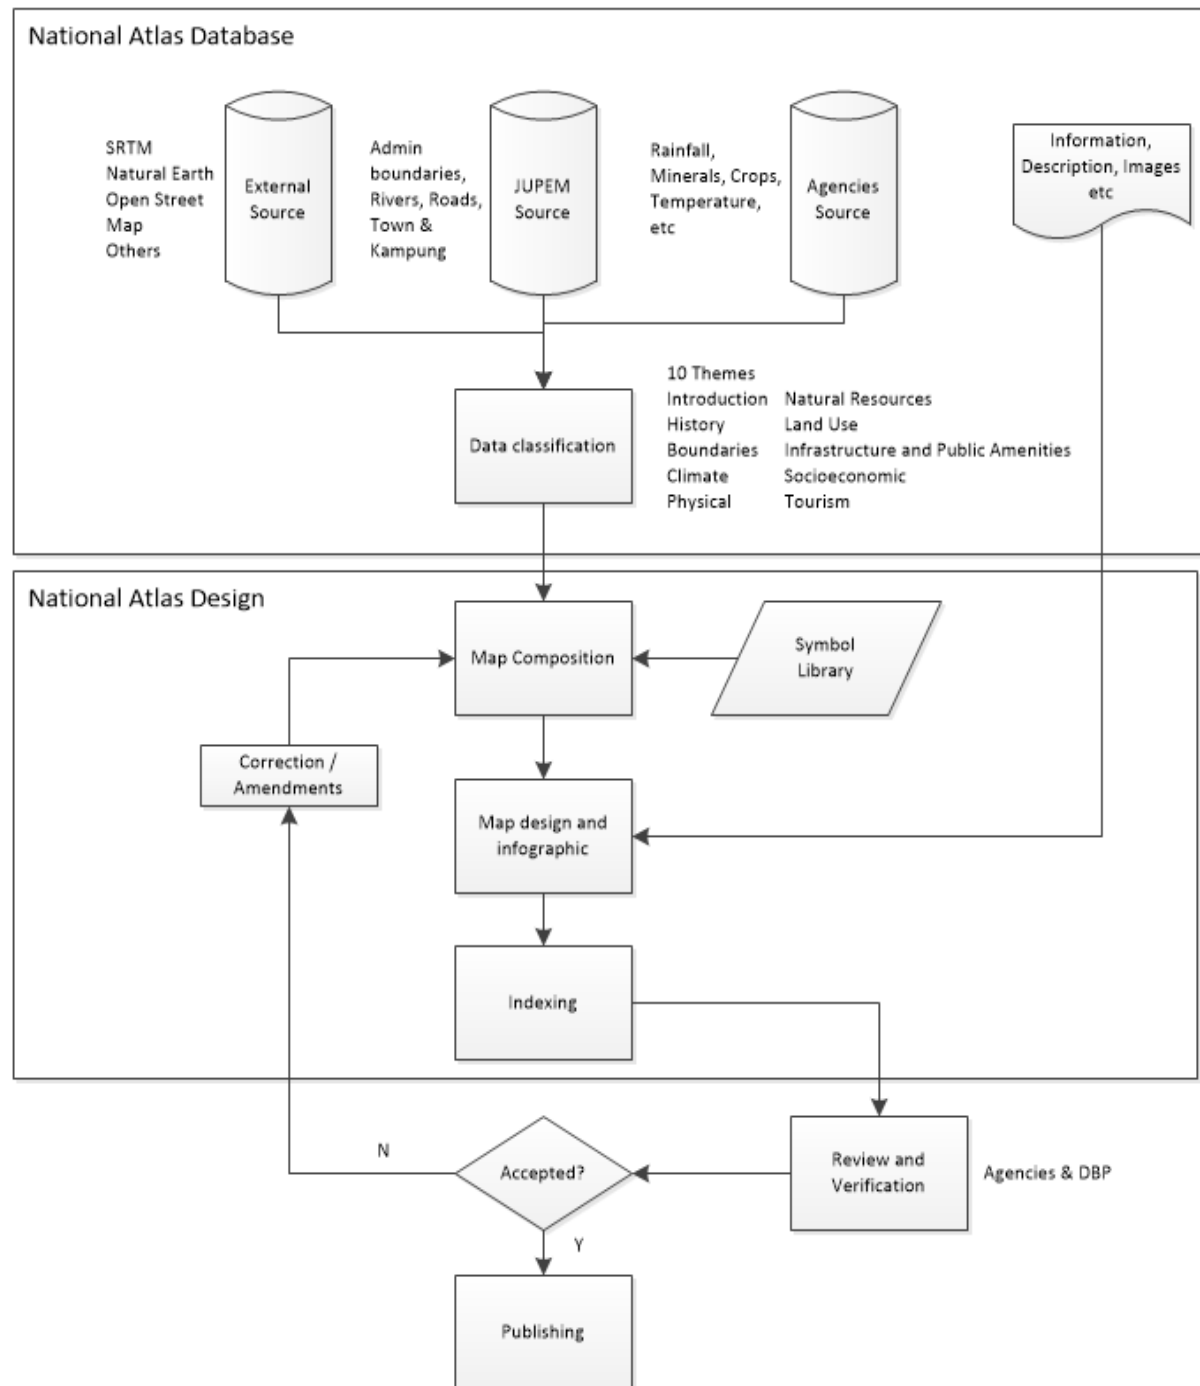 National Atlas Database
SRTM
Natural Earth
Open Street
Map
Others
External
Source
Admin
boundaries,
Rivers, Roads,
Town &
Kampung
JUPEM
Source
Rainfall,
Minerals, Crops,
Temperature,
etc
Agencies
Source
Information,
Description, Images
etc
Data classification
10 Themes
Introduction Natural Resources
History Land Use
Boundaries Infrastructure and Public Amenities
Climate Socioeconomic
Physical Tourism
National Atlas Design
Map Composition
Symbol
Library
Correction /
Amendments
Map design and
infographic
Indexing
N
Accepted?
Review and
Verification
Agencies & DBP
Y
Publishing